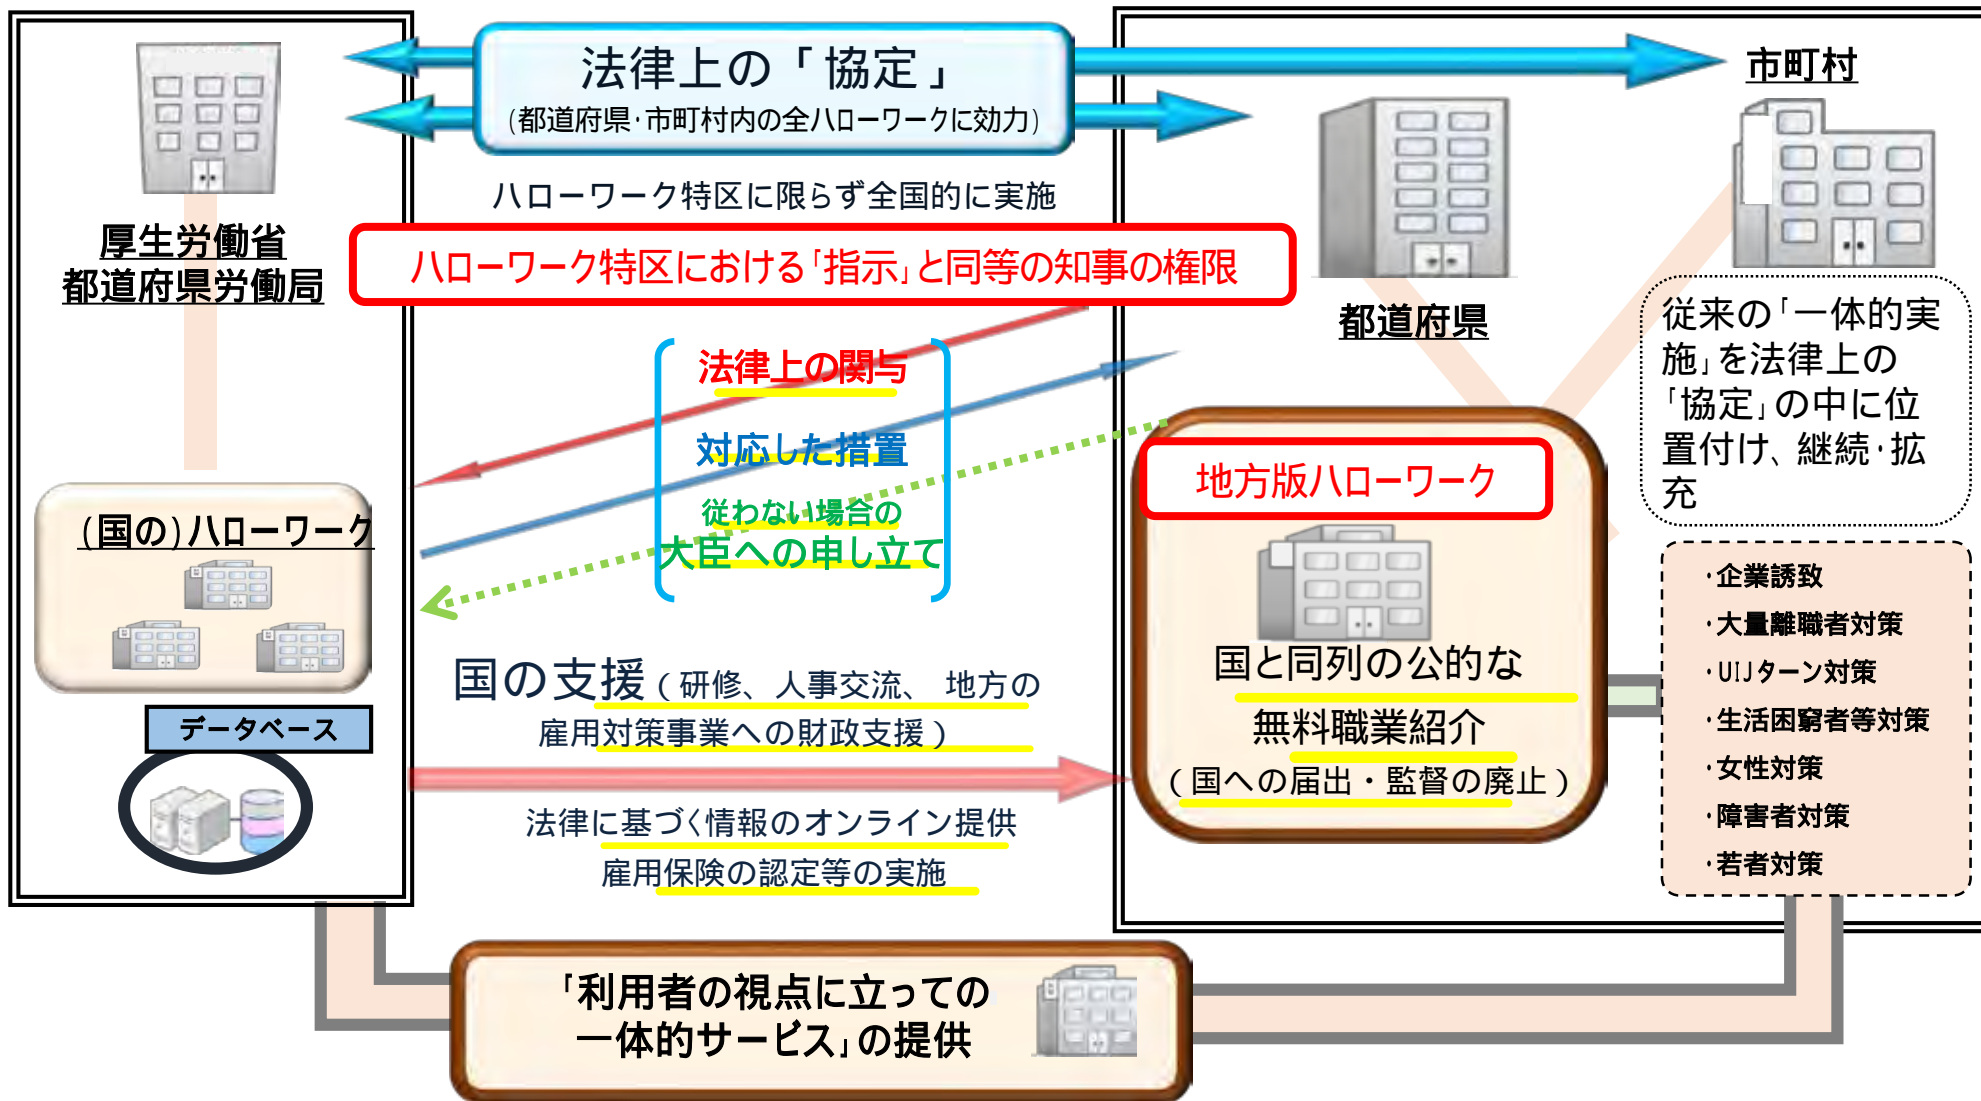 法律上の「協定」
(都道府県・市町村内の全ハローワークに効力)
市町村
ハローワーク特区に限らず全国的に実施
厚生労働省
都道府県労働局
ハローワーク特区における「指示」と同等の知事の権限
都道府県
従来の「一体的実
施」を法律上の
「協定」の中に位
置付け、継続・拡
充
法律上の関与
対応した措置
従わない場合の
大臣への申し立て
地方版ハローワーク
(国の)ハローワーク
国と同列の公的な
無料職業紹介
(国への届出・監督の廃止)
・企業誘致
・大量離職者対策
・UIJターン対策
・生活困窮者等対策
・女性対策
・障害者対策
・若者対策
国の支援(研修、人事交流、地方の
雇用対策事業への財政支援)
データベース
法律に基づく情報のオンライン提供
雇用保険の認定等の実施
「利用者の視点に立っての
一体的サービス」の提供